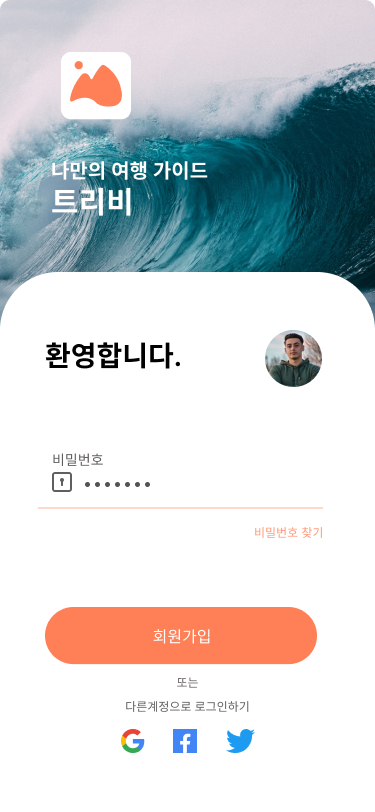 나만의 여행 가이드
트리비
환영합니다.
비밀번호
•••••••
비밀번호 찾기
회원가입
또는
다른계정으로 로그인하기